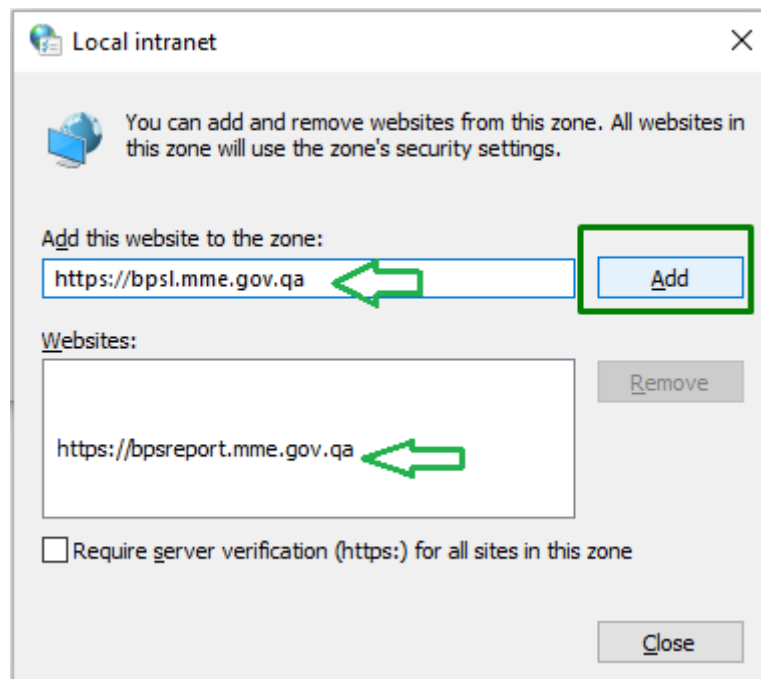 Local intranet
You can add and remove websites from this zone. All websites in
this zone will use the zone's security settings.
Add this website to the zone:
https://bpsl.mme.gov.qa
Add
Websites:
Remove
https://bpsreport.mme.gov.qa
Require server verification (https:) for all sites in this zone
Close